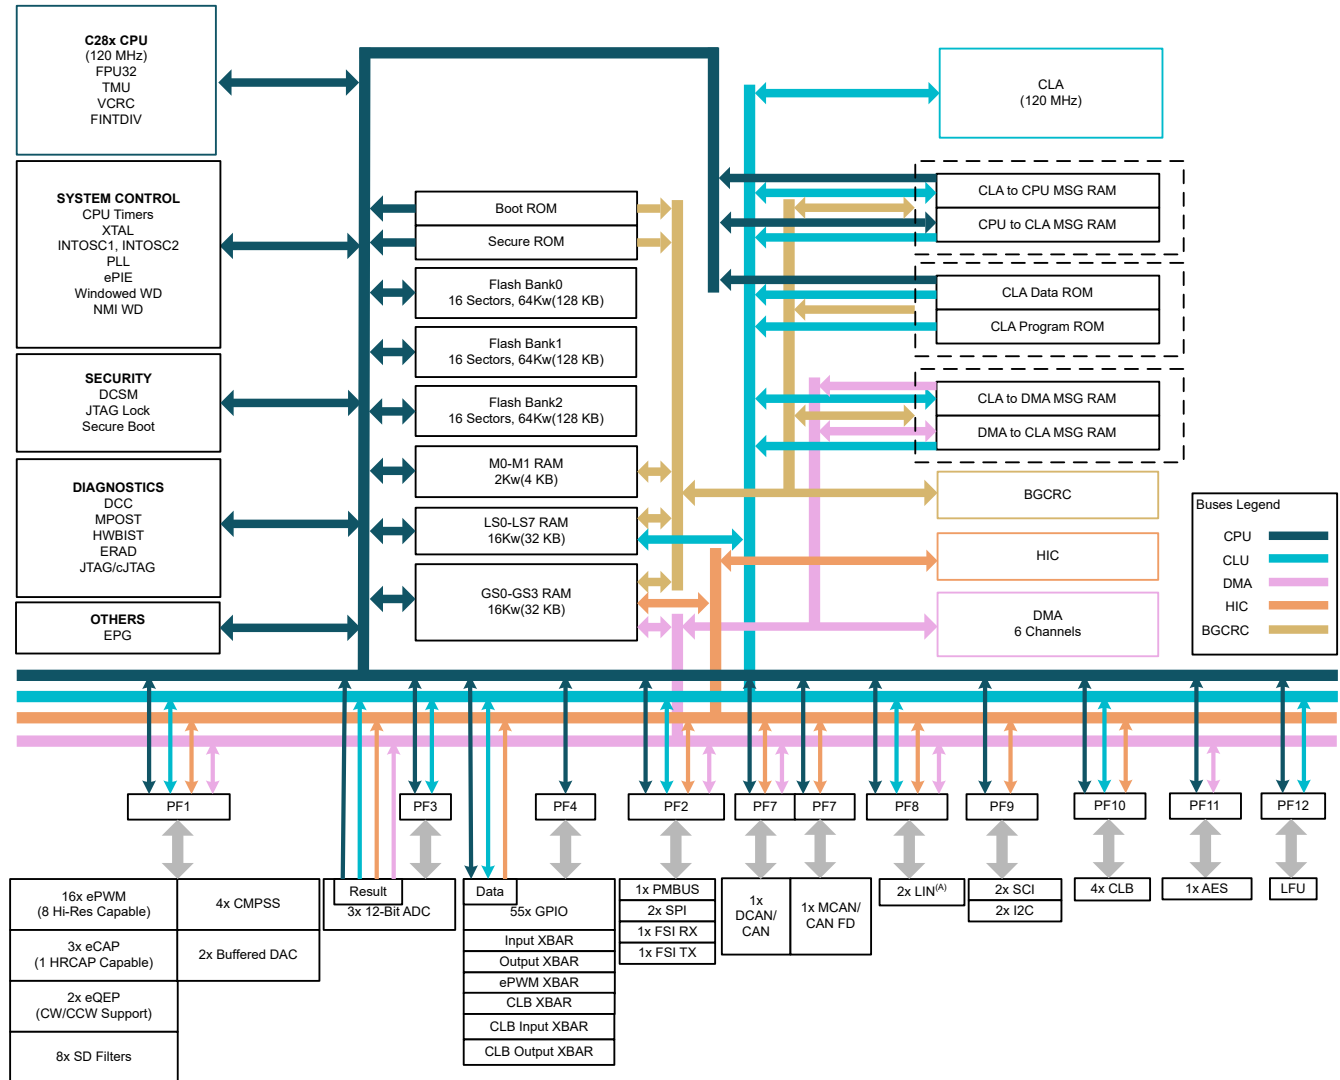 C28x CPU
(120 MHz)
FPU32
TMU
VCRC
FINTDIV
SYSTEM CONTROL
CPU Timers
XTAL
INTOSC1, INTOSC2
PLL
ePIE
Windowed WD
NMI WD
SECURITY
DCSM
JTAG Lock
Secure Boot
DIAGNOSTICS
DCC
MPOST
HWBIST
ERAD
JTAG/cJTAG
OTHERS
EPG
Boot ROM
Secure ROM
Flash Bank0
16 Sectors, 64Kw(128 KB)
Flash Bank1
16 Sectors, 64Kw(128 KB)
Flash Bank2
16 Sectors, 64Kw(128 KB)
M0-M1 RAM
2Kw(4 KB)
LS0-LS7 RAM
16Kw(32 KB)
GS0-GS3 RAM
16Kw(32 KB)
CLA
(120 MHz)
CLA to CPU MSG RAM
CPU to CLA MSG RAM
CLA Data ROM
CLA Program ROM
CLA to DMA MSG RAM
DMA to CLA MSG RAM
BGCRC
HIC
DMA
6 Channels
Buses Legend
CPU
CLU
DMA
HIC
BGCRC
PF1
PF3
PF4
PF2
PF7
PF7
PF8
PF9
PF10
PF11
PF12
16x ePWM
(8 Hi-Res Capable)
3x eCAP
(1 HRCAP Capable)
2x eQEP
(CW/CCW Support)
8x SD Filters
4x CMPSS
2x Buffered DAC
Result
3x 12-Bit ADC
Data
55x GPIO
Input XBAR
Output XBAR
ePWM XBAR
CLB XBAR
CLB Input XBAR
CLB Output XBAR
1x PMBUS
2x SPI
1x FSI RX
1x FSI TX
1x
DCAN/
CAN
1x MCAN/
CAN FD
2x LIN(A)
2x SCI
2x I2C
4x CLB
1x AES
LFU